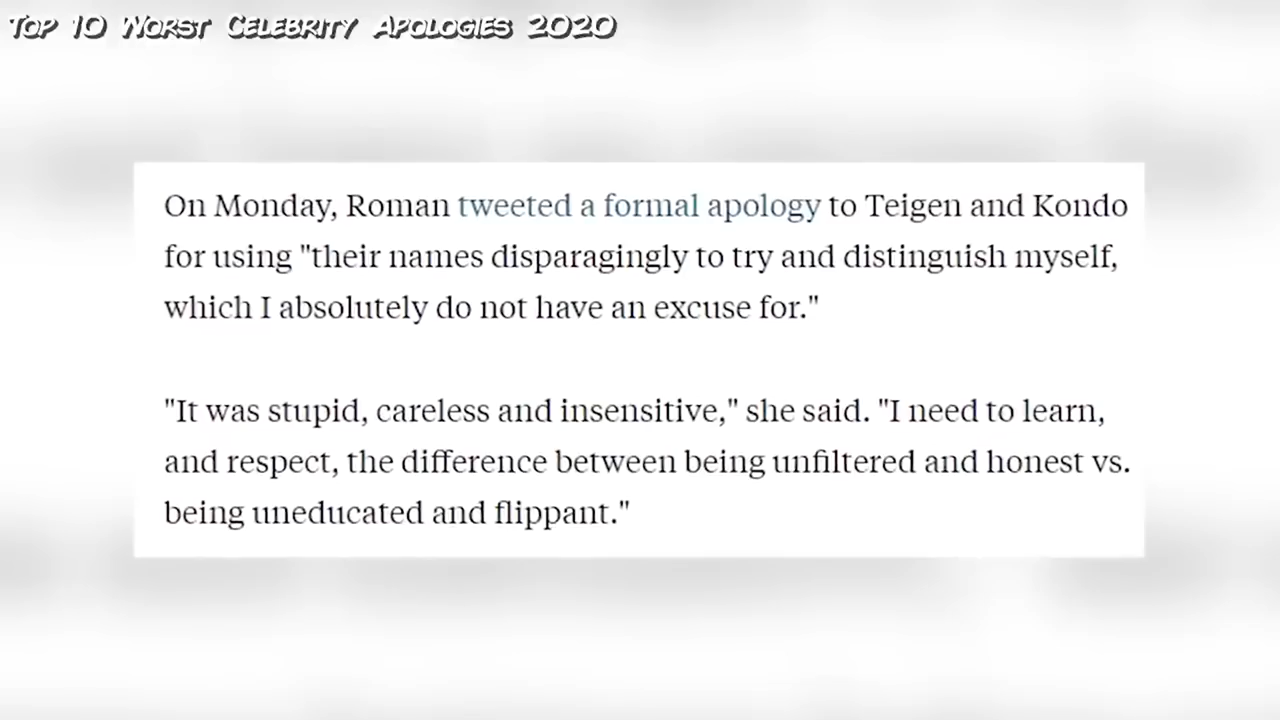 Top 10 Worst Celebrity Apologies 2020
On Monday, Roman tweeted a formal apology to Teigen and Kondo
for using "their names disparagingly to try and distinguish myself,
which I absolutely do not have an excuse for."
"It was stupid, careless and insensitive," she said. "I need to learn,
and respect, the difference between being unfiltered and honest vs.
being uneducated and flippant."